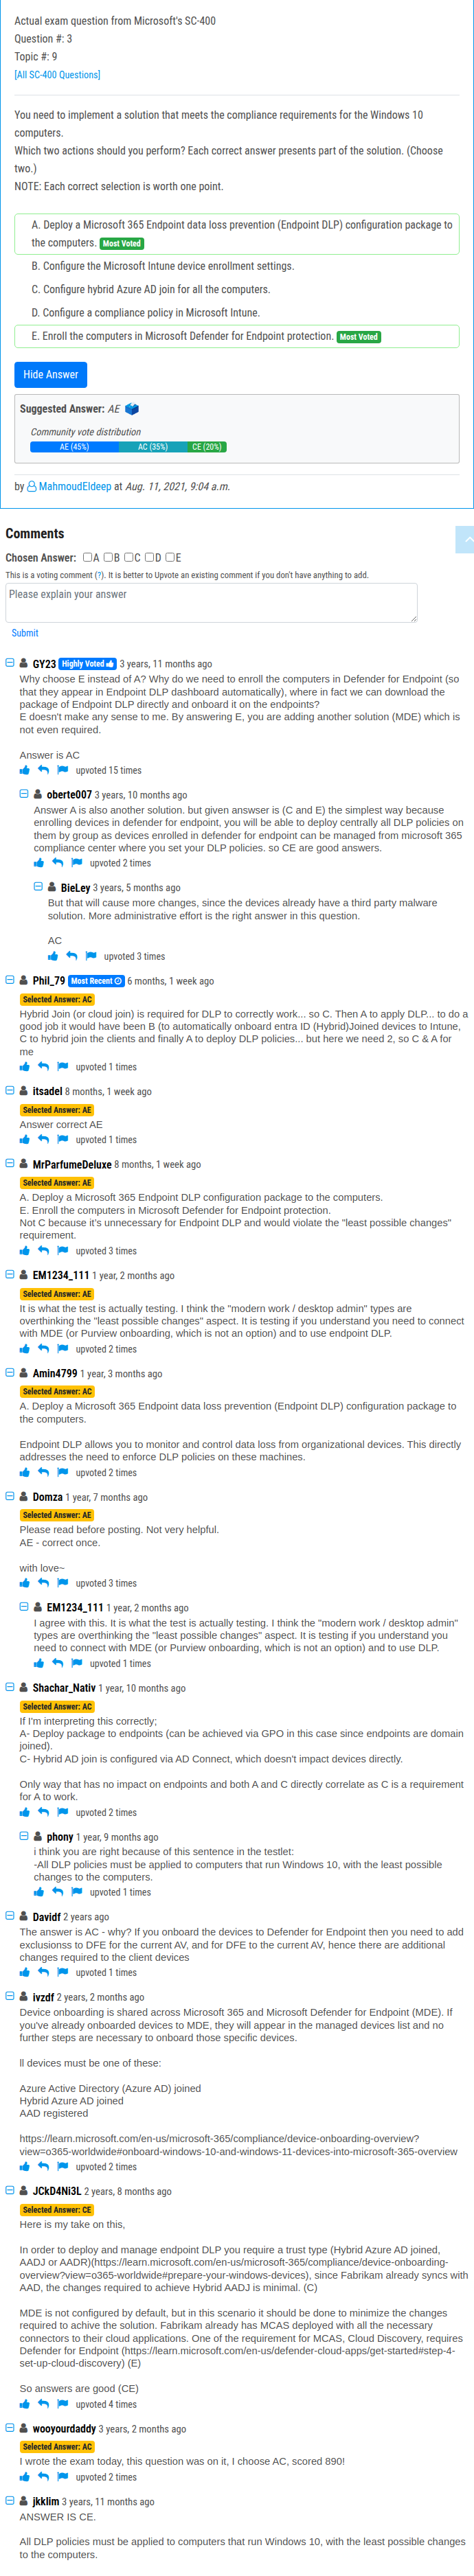 Actual exam question from Microsoft's SC-400
Question #: 3
Topic #: 9
[All SC-400 Questions]
You need to implement a solution that meets the compliance requirements for the Windows 10
computers.
Which two actions should you perform? Each correct answer presents part of the solution. (Choose
two.)
NOTE: Each correct selection is worth one point.
A. Deploy a Microsoft 365 Endpoint data loss prevention (Endpoint DLP) configuration package to
the computers. Most Voted
B. Configure the Microsoft Intune device enrollment settings.
C. Configure hybrid Azure AD join for all the computers.
D. Configure a compliance policy in Microsoft Intune.
E. Enroll the computers in Microsoft Defender for Endpoint protection. Most Voted
Hide Answer
Suggested Answer: AE
Community vote distribution
AE (45%) AC (35%) CE (20%)
by MahmoudEldeep at Aug. 11, 2021, 9:04 a.m.
Comments
Chosen Answer: A B C D E
This is a voting comment (?). It is better to Upvote an existing comment if you don't have anything to add.
Please explain your answer
Submit
GY23 Highly Voted 3 years, 11 months ago
Why choose E instead of A? Why do we need to enroll the computers in Defender for Endpoint (so
that they appear in Endpoint DLP dashboard automatically), where in fact we can download the
package of Endpoint DLP directly and onboard it on the endpoints?
E doesn't make any sense to me. By answering E, you are adding another solution (MDE) which is
not even required.
Answer is AC
upvoted 15 times
oberte007 3 years, 10 months ago
Answer A is also another solution. but given answser is (C and E) the simplest way because
enrolling devices in defender for endpoint, you will be able to deploy centrally all DLP policies on
them by group as devices enrolled in defender for endpoint can be managed from microsoft 365
compliance center where you set your DLP policies. so CE are good answers.
upvoted 2 times
BieLey 3 years, 5 months ago
But that will cause more changes, since the devices already have a third party malware
solution. More administrative effort is the right answer in this question.
AC
upvoted 3 times
Phil_79 Most Recent 6 months, 1 week ago
Selected Answer: AC
Hybrid Join (or cloud join) is required for DLP to correctly work... so C. Then A to apply DLP... to do a
good job it would have been B (to automatically onboard entra ID (Hybrid)Joined devices to Intune,
C to hybrid join the clients and finally A to deploy DLP policies... but here we need 2, so C & A for
me
upvoted 1 times
itsadel 8 months, 1 week ago
Selected Answer: AE
Answer correct AE
upvoted 1 times
MrParfumeDeluxe 8 months, 1 week ago
Selected Answer: AE
A. Deploy a Microsoft 365 Endpoint DLP configuration package to the computers.
E. Enroll the computers in Microsoft Defender for Endpoint protection.
Not C because it's unnecessary for Endpoint DLP and would violate the "least possible changes"
requirement.
upvoted 3 times
EM1234_111 1 year, 2 months ago
Selected Answer: AE
It is what the test is actually testing. I think the "modern work / desktop admin" types are
overthinking the "least possible changes" aspect. It is testing if you understand you need to connect
with MDE (or Purview onboarding, which is not an option) and to use endpoint DLP.
upvoted 2 times
Amin4799 1 year, 3 months ago
Selected Answer: AC
A. Deploy a Microsoft 365 Endpoint data loss prevention (Endpoint DLP) configuration package to
the computers.
Endpoint DLP allows you to monitor and control data loss from organizational devices. This directly
addresses the need to enforce DLP policies on these machines.
upvoted 2 times
Domza 1 year, 7 months ago
Selected Answer: AE
Please read before posting. Not very helpful.
AE - correct once.
with love~
upvoted 3 times
EM1234_111 1 year, 2 months ago
I agree with this. It is what the test is actually testing. I think the "modern work / desktop admin"
types are overthinking the "least possible changes" aspect. It is testing if you understand you
need to connect with MDE (or Purview onboarding, which is not an option) and to use DLP.
upvoted 1 times
Shachar_Nativ 1 year, 10 months ago
Selected Answer: AC
If I'm interpreting this correctly;
A- Deploy package to endpoints (can be achieved via GPO in this case since endpoints are domain
joined).
C- Hybrid AD join is configured via AD Connect, which doesn't impact devices directly.
Only way that has no impact on endpoints and both A and C directly correlate as C is a requirement
for A to work.
upvoted 2 times
phony 1 year, 9 months ago
i think you are right because of this sentence in the testlet:
-All DLP policies must be applied to computers that run Windows 10, with the least possible
changes to the computers.
upvoted 1 times
Davidf 2 years ago
The answer is AC - why? If you onboard the devices to Defender for Endpoint then you need to add
exclusionss to DFE for the current AV, and for DFE to the current AV, hence there are additional
changes required to the client devices
upvoted 1 times
ivzdf 2 years, 2 months ago
Device onboarding is shared across Microsoft 365 and Microsoft Defender for Endpoint (MDE). If
you've already onboarded devices to MDE, they will appear in the managed devices list and no
further steps are necessary to onboard those specific devices.
ll devices must be one of these:
Azure Active Directory (Azure AD) joined
Hybrid Azure AD joined
AAD registered
https://learn.microsoft.com/en-us/microsoft-365/compliance/device-onboarding-overview?
view=o365-worldwide#onboard-windows-10-and-windows-11-devices-into-microsoft-365-overview
upvoted 2 times
JCkD4Ni3L 2 years, 8 months ago
Selected Answer: CE
Here is my take on this,
In order to deploy and manage endpoint DLP you require a trust type (Hybrid Azure AD joined,
AADJ or AADR)(https://learn.microsoft.com/en-us/microsoft-365/compliance/device-onboarding-
overview?view=o365-worldwide#prepare-your-windows-devices), since Fabrikam already syncs with
AAD, the changes required to achieve Hybrid AADJ is minimal. (C)
MDE is not configured by default, but in this scenario it should be done to minimize the changes
required to achive the solution. Fabrikam already has MCAS deployed with all the necessary
connectors to their cloud applications. One of the requirement for MCAS, Cloud Discovery, requires
Defender for Endpoint (https://learn.microsoft.com/en-us/defender-cloud-apps/get-started#step-4-
set-up-cloud-discovery) (E)
So answers are good (CE)
upvoted 4 times
wooyourdaddy 3 years, 2 months ago
Selected Answer: AC
I wrote the exam today, this question was on it, I choose AC, scored 890!
upvoted 2 times
jkklim 3 years, 11 months ago
ANSWER IS CE.
All DLP policies must be applied to computers that run Windows 10, with the least possible changes
to the computers.